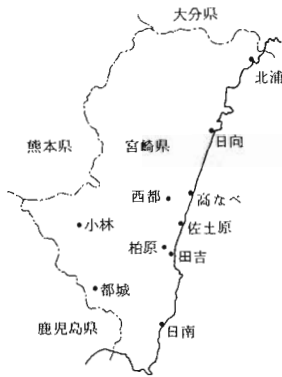 大分県
北浦
日向
熊本県
宮崎県
西都
高なべ
小林
佐土原
柏原
田吉
都城
鹿児島県
日南